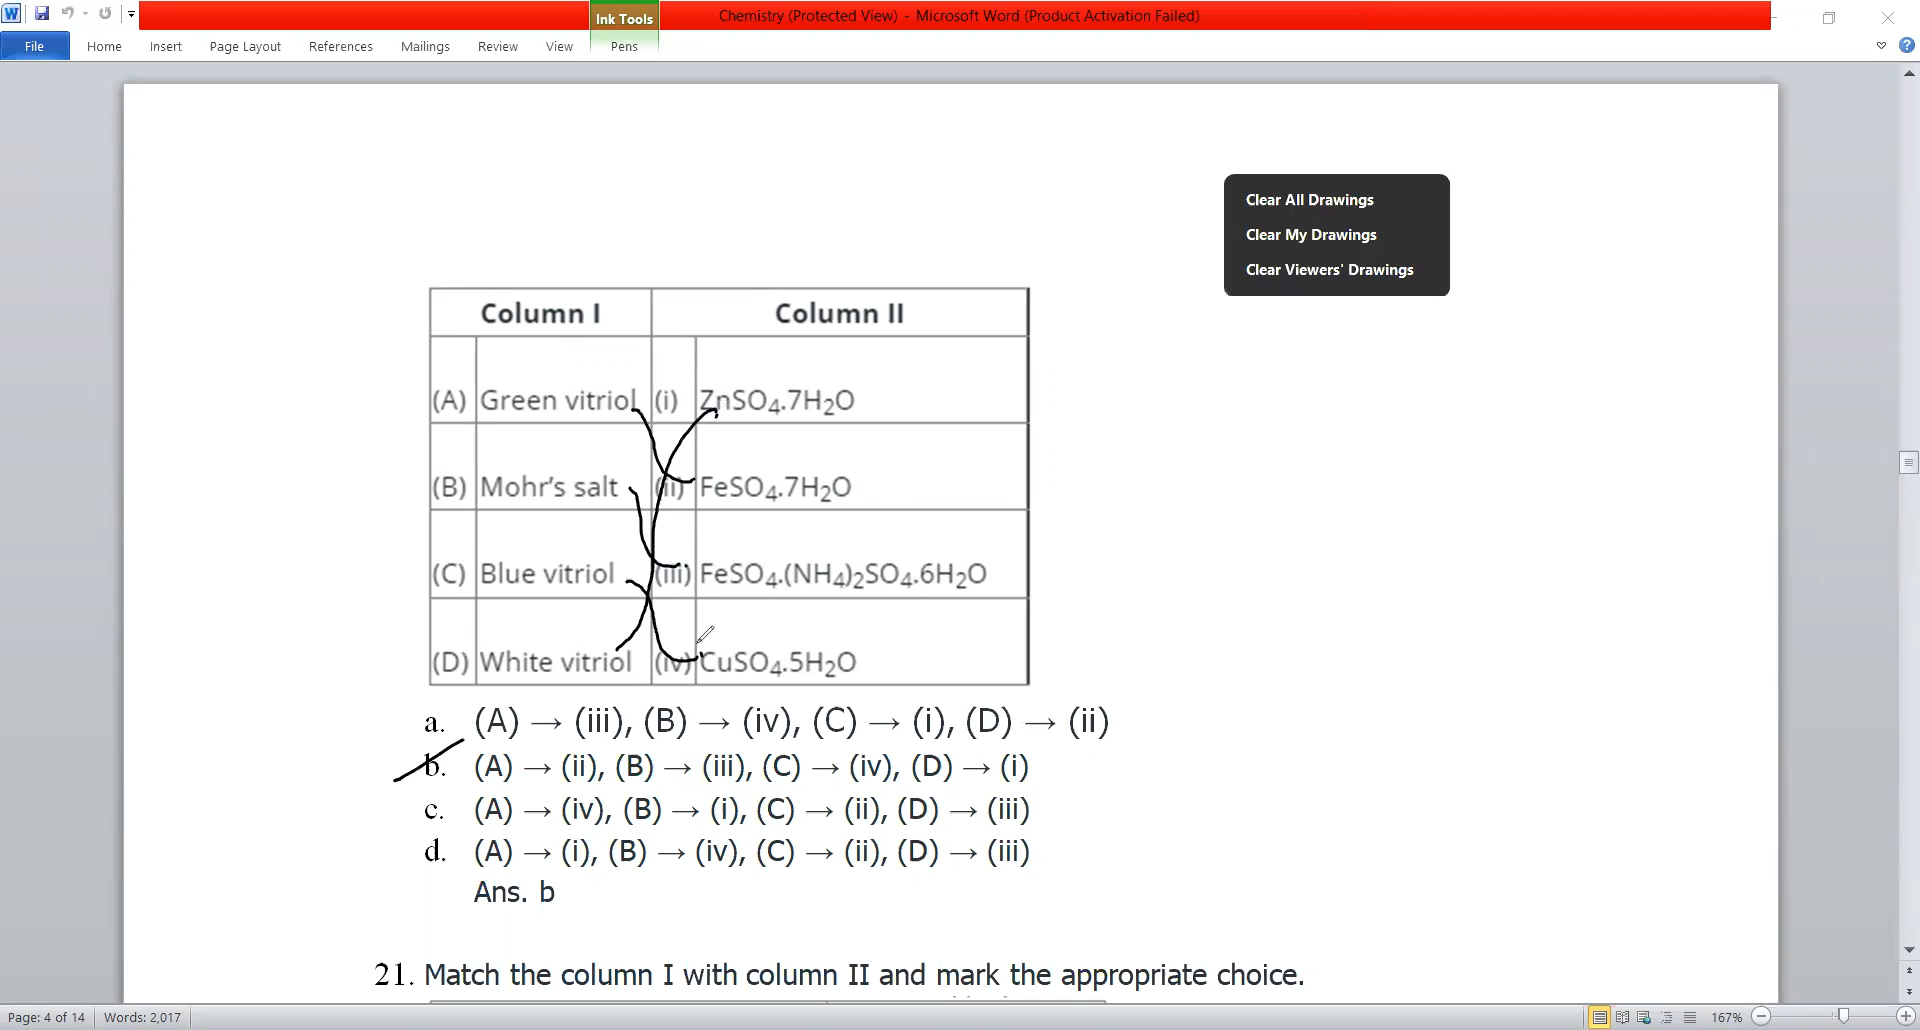 Chemistry (Protected View) - Microsoft Word (Product Activation Failed)
Ink Tools
File Home Insert Page Layout References Mailings Review View Pens
Clear All Drawings
Clear My Drawings
Clear Viewers' Drawings
Column I Column II
(A) Green vitriol (i) ZnSO₄.7H₂O
(B) Mohr’s salt (ii) FeSO₄.7H₂O
(C) Blue vitriol (iii) FeSO₄.(NH₄)₂SO₄.6H₂O
(D) White vitriol (iv) CuSO₄.5H₂O
a. (A) → (iii), (B) → (iv), (C) → (i), (D) → (ii)
b. (A) → (ii), (B) → (iii), (C) → (iv), (D) → (i)
c. (A) → (iv), (B) → (i), (C) → (ii), (D) → (iii)
d. (A) → (i), (B) → (iv), (C) → (ii), (D) → (iii)
Ans. b
21. Match the column I with column II and mark the appropriate choice.
Page: 4 of 14 Words: 2,017 167%